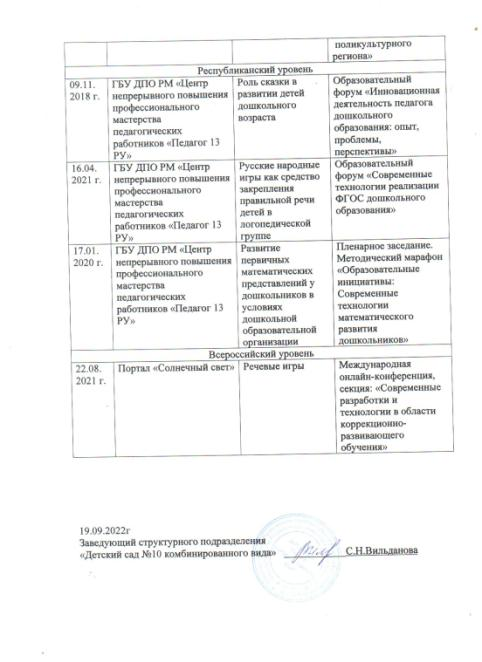 поликультурного
региона»
Республиканский уровень
09.11.
2018 г.
ГБУ ДПО РМ «Центр
непрерывного повышения
профессионального
мастерства
педагогических
работников «Педагог 13
РУ»
Роль сказки в
развитии детей
дошкольного
возраста
Образовательный
форум «Инновационная
деятельность педагога
дошкольного
образования: опыт,
проблемы,
перспективы»
16.04.
2021 г.
ГБУ ДПО РМ «Центр
непрерывного повышения
профессионального
мастерства
педагогических
работников «Педагог 13
РУ»
Русские народные
игры как средство
закрепления
правильной речи
детей в
логопедической
группе
Образовательный
форум «Современные
технологии реализации
ФГОС дошкольного
образования»
17.01.
2020 г.
ГБУ ДПО РМ «Центр
непрерывного повышения
профессионального
мастерства
педагогических
работников «Педагог 13
РУ»
Развитие
первичных
математических
представлений у
дошкольников в
условиях
дошкольной
образовательной
организации
Пленарное заседание.
Методический марафон
«Образовательные
инициативы:
Современные
технологии
математического
развития
дошкольников»
Всероссийский уровень
22.08.
2021 г.
Портал «Солнечный свет»
Речевые игры
Международная
онлайн-конференция,
секция: «Современные
разработки и
технологии в области
коррекционно-
развивающего
обучения»
19.09.2022г
Заведующий структурного подразделения
«Детский сад №10 комбинированного вида» С.Н.Вильданова